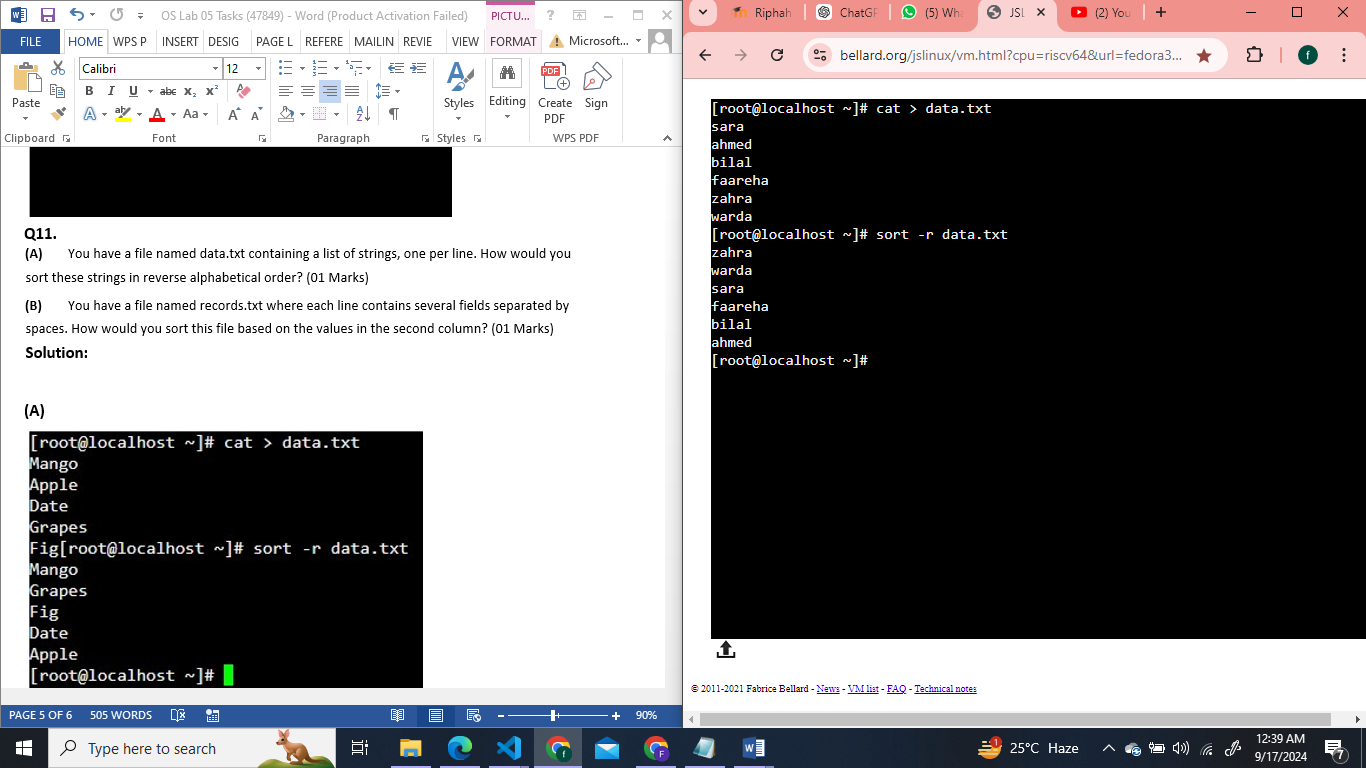 OS Lab 05 Tasks (47849) - Word (Product Activation Failed)
PICTU...
?
FILE
HOME
WPS P
INSERT
DESIG
PAGE L
REFERE
MAILIN
REVIE
VIEW
FORMAT
Microsoft...
Calibri
12
Paste
B I U abc x₂ x²
A ab A Aa A A
Styles
Editing
Create PDF
Sign
Clipboard
Font
Paragraph
Styles
WPS PDF
Q11.
(A) You have a file named data.txt containing a list of strings, one per line. How would you
sort these strings in reverse alphabetical order? (01 Marks)
(B) You have a file named records.txt where each line contains several fields separated by
spaces. How would you sort this file based on the values in the second column? (01 Marks)
Solution:
(A)
[root@localhost ~]# cat > data.txt
Mango
Apple
Date
Grapes
Fig[root@localhost ~]# sort -r data.txt
Mango
Grapes
Fig
Date
Apple
[root@localhost ~]#
PAGE 5 OF 6
505 WORDS
90%
Riphah
ChatGF
(5) Wha
JSL
(2) You
bellard.org/jslinux/vm.html?cpu=riscv64&url=fedora3...
f
[root@localhost ~]# cat > data.txt
sara
ahmed
bilal
faareha
zahra
warda
[root@localhost ~]# sort -r data.txt
zahra
warda
sara
faareha
bilal
ahmed
[root@localhost ~]#
© 2011-2021 Fabrice Bellard - News - VM list - FAQ - Technical notes
Type here to search
25°C Haze
12:39 AM
9/17/2024
7